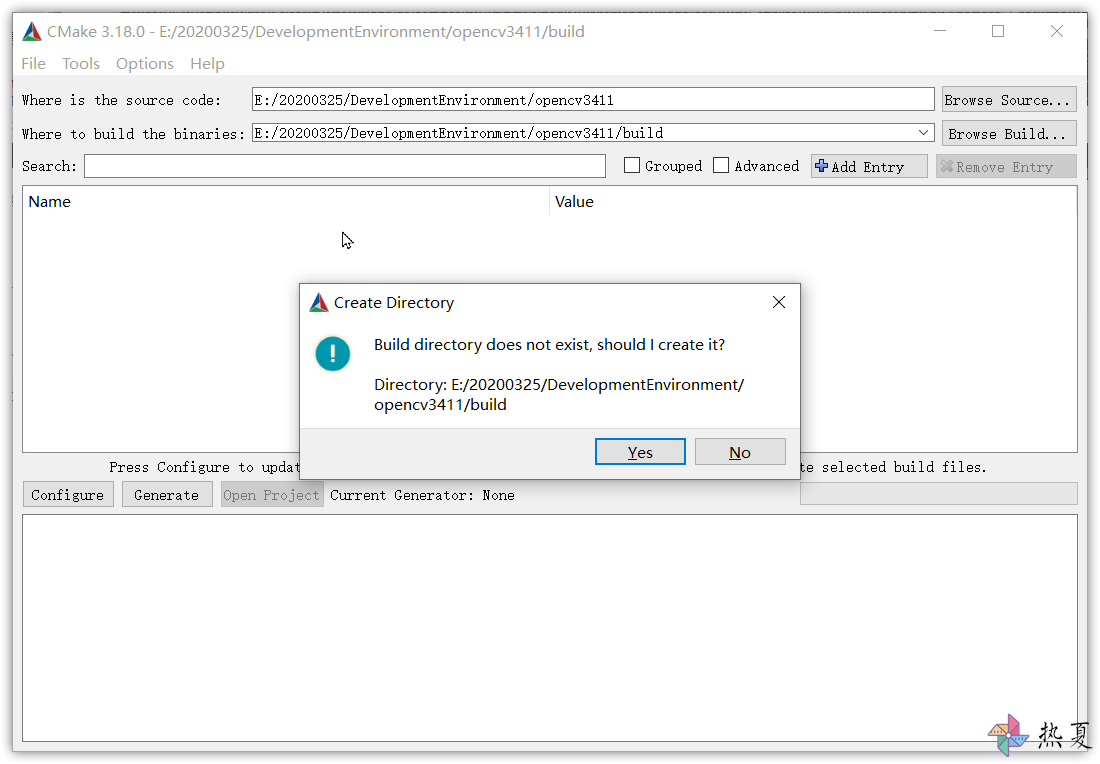 CMake 3.18.0 - E:/20200325/DevelopmentEnvironment/opencv3411/build
File Tools Options Help
Where is the source code: E:/20200325/DevelopmentEnvironment/opencv3411 Browse Source...
Where to build the binaries: E:/20200325/DevelopmentEnvironment/opencv3411/build Browse Build...
Search: Grouped Advanced Add Entry Remove Entry
Name Value
Create Directory
Build directory does not exist, should I create it?
Directory: E:/20200325/DevelopmentEnvironment/
opencv3411/build
Yes No
Press Configure to updat te selected build files.
Configure Generate Open Project Current Generator: None
热夏